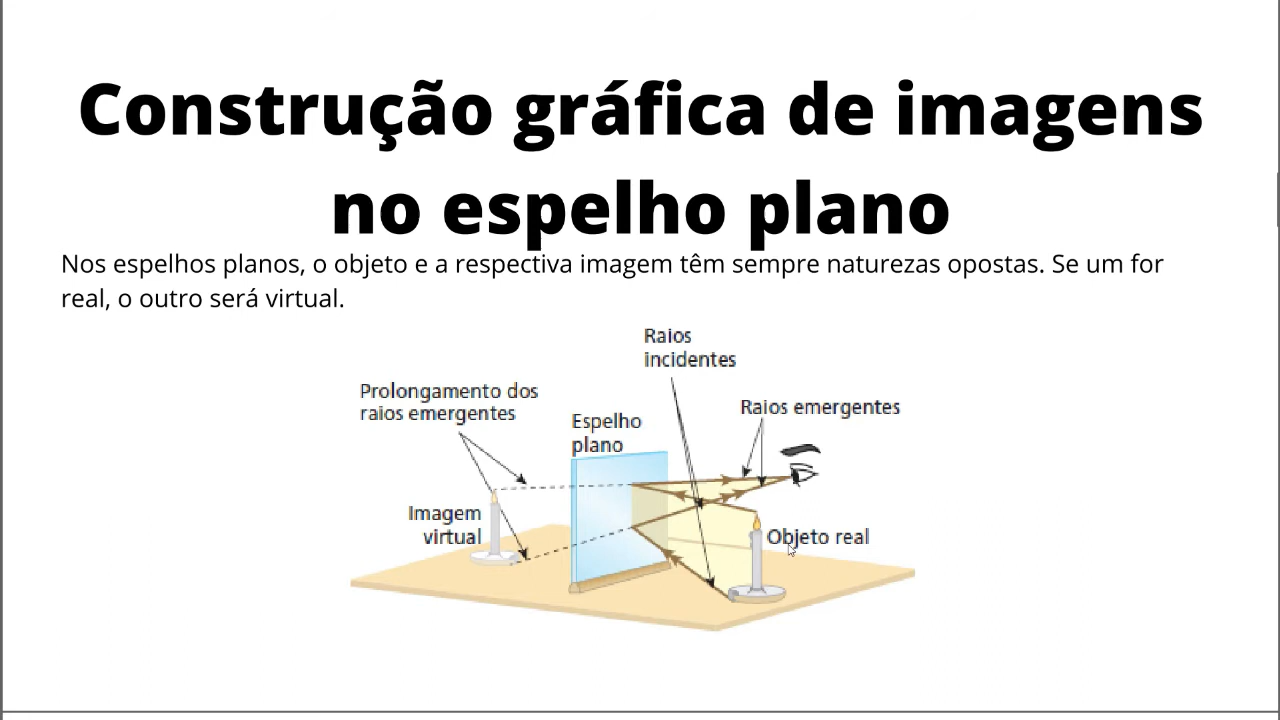 Construção gráfica de imagens
no espelho plano
Nos espelhos planos, o objeto e a respectiva imagem têm sempre naturezas opostas. Se um for
real, o outro será virtual.
Raios
incidentes
Prolongamento dos
raios emergentes
Raios emergentes
Espelho
plano
Imagem
virtual
Objeto real